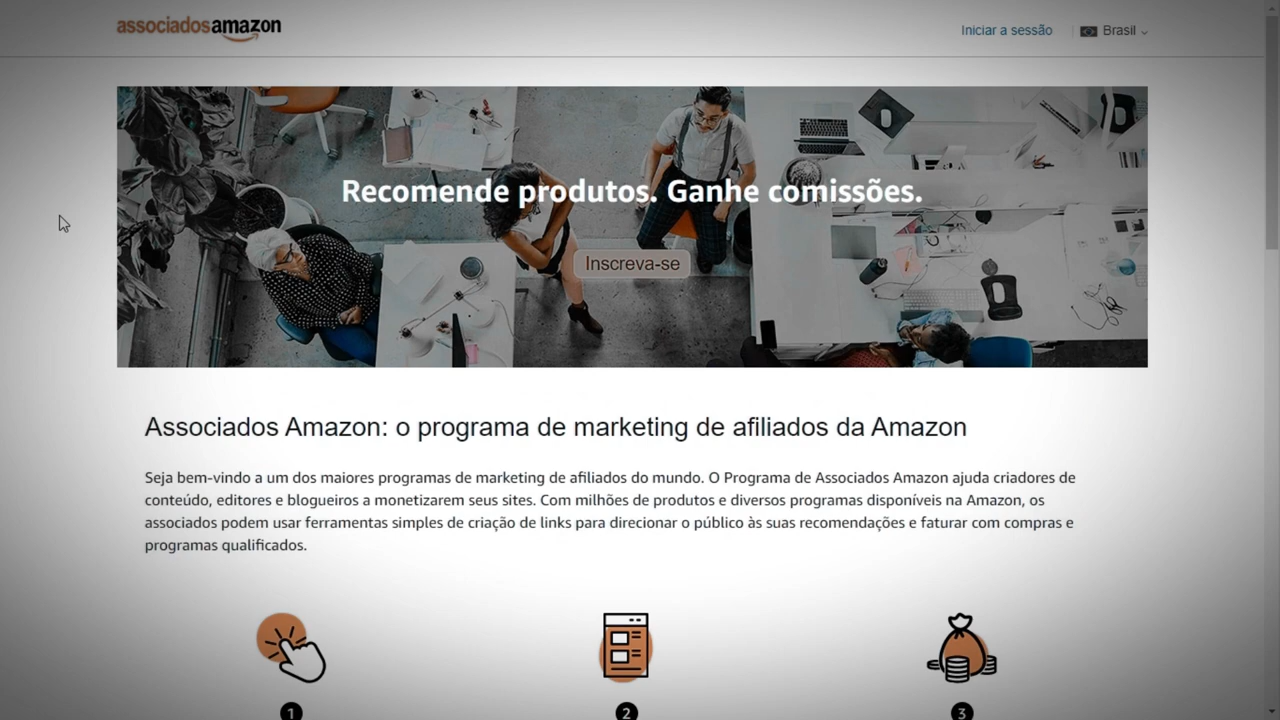 associadosamazon
Iniciar a sessão
Brasil
Recomende produtos. Ganhe comissões.
Inscreva-se
Associados Amazon: o programa de marketing de afiliados da Amazon
Seja bem-vindo a um dos maiores programas de marketing de afiliados do mundo. O Programa de Associados Amazon ajuda criadores de
conteúdo, editores e blogueiros a monetizarem seus sites. Com milhões de produtos e diversos programas disponíveis na Amazon, os
associados podem usar ferramentas simples de criação de links para direcionar o público às suas recomendações e faturar com compras e
programas qualificados.
1
2
3